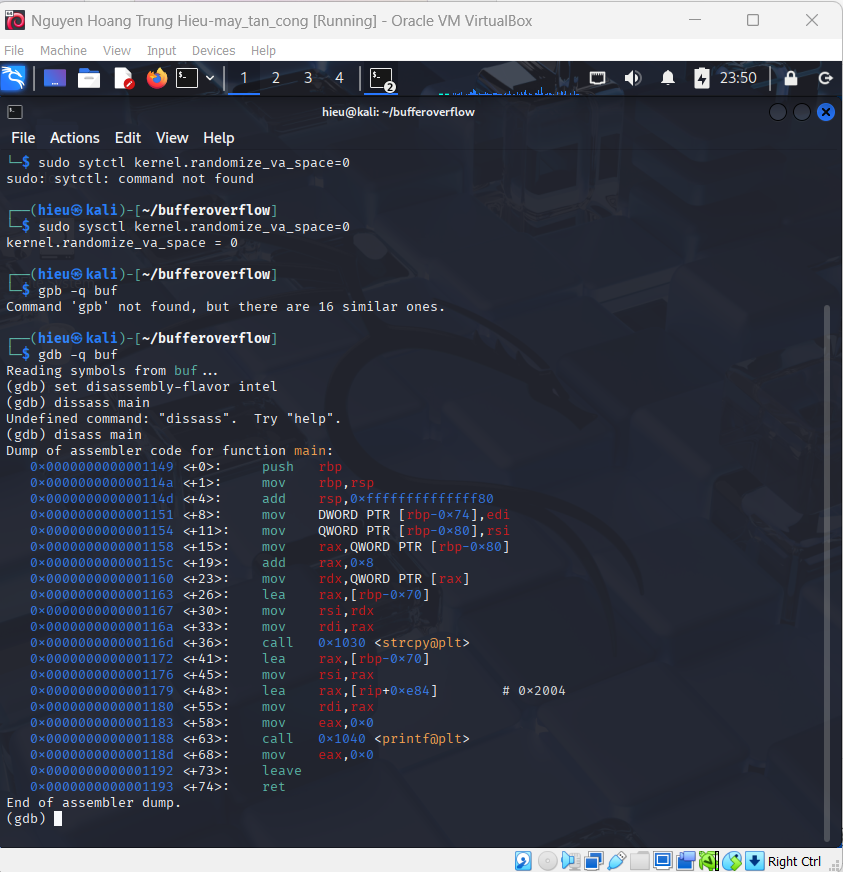 Nguyen Hoang Trung Hieu-may_tan_cong [Running] - Oracle VM VirtualBox
File Machine View Input Devices Help
1 2 3 4 2 23:50
hieu@kali: ~/bufferoverflow
File Actions Edit View Help
└─$ sudo sytctl kernel.randomize_va_space=0
sudo: sytctl: command not found
┌──(hieu㉿kali)-[~/bufferoverflow]
└─$ sudo sysctl kernel.randomize_va_space=0
kernel.randomize_va_space = 0
┌──(hieu㉿kali)-[~/bufferoverflow]
└─$ gpb -q buf
Command 'gpb' not found, but there are 16 similar ones.
┌──(hieu㉿kali)-[~/bufferoverflow]
└─$ gdb -q buf
Reading symbols from buf...
(gdb) set disassembly-flavor intel
(gdb) dissass main
Undefined command: "dissass".  Try "help".
(gdb) disass main
Dump of assembler code for function main:
   0x0000000000001149 <+0>:     push   rbp
   0x000000000000114a <+1>:     mov    rbp,rsp
   0x000000000000114d <+4>:     add    rsp,0xffffffffffffff80
   0x0000000000001151 <+8>:     mov    DWORD PTR [rbp-0x74],edi
   0x0000000000001154 <+11>:    mov    QWORD PTR [rbp-0x80],rsi
   0x0000000000001158 <+15>:    mov    rax,QWORD PTR [rbp-0x80]
   0x000000000000115c <+19>:    add    rax,0x8
   0x0000000000001160 <+23>:    mov    rdx,QWORD PTR [rax]
   0x0000000000001163 <+26>:    lea    rax,[rbp-0x70]
   0x0000000000001167 <+30>:    mov    rsi,rdx
   0x000000000000116a <+33>:    mov    rdi,rax
   0x000000000000116d <+36>:    call   0x1030 <strcpy@plt>
   0x0000000000001172 <+41>:    lea    rax,[rbp-0x70]
   0x0000000000001176 <+45>:    mov    rsi,rax
   0x0000000000001179 <+48>:    lea    rax,[rip+0xe84]        # 0x2004
   0x0000000000001180 <+55>:    mov    rdi,rax
   0x0000000000001183 <+58>:    mov    eax,0x0
   0x0000000000001188 <+63>:    call   0x1040 <printf@plt>
   0x000000000000118d <+68>:    mov    eax,0x0
   0x0000000000001192 <+73>:    leave
   0x0000000000001193 <+74>:    ret
End of assembler dump.
(gdb)
Right Ctrl